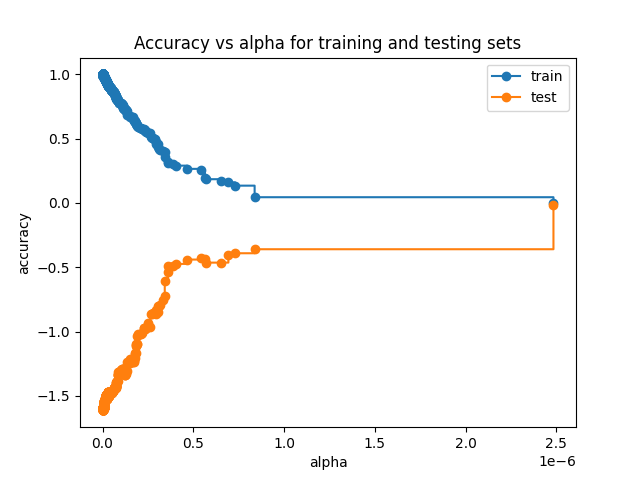 Accuracy vs alpha for training and testing sets
train
test
accuracy
1.0
0.5
0.0
−0.5
−1.0
−1.5
0.0
0.5
1.0
1.5
2.0
2.5
1e−6
alpha